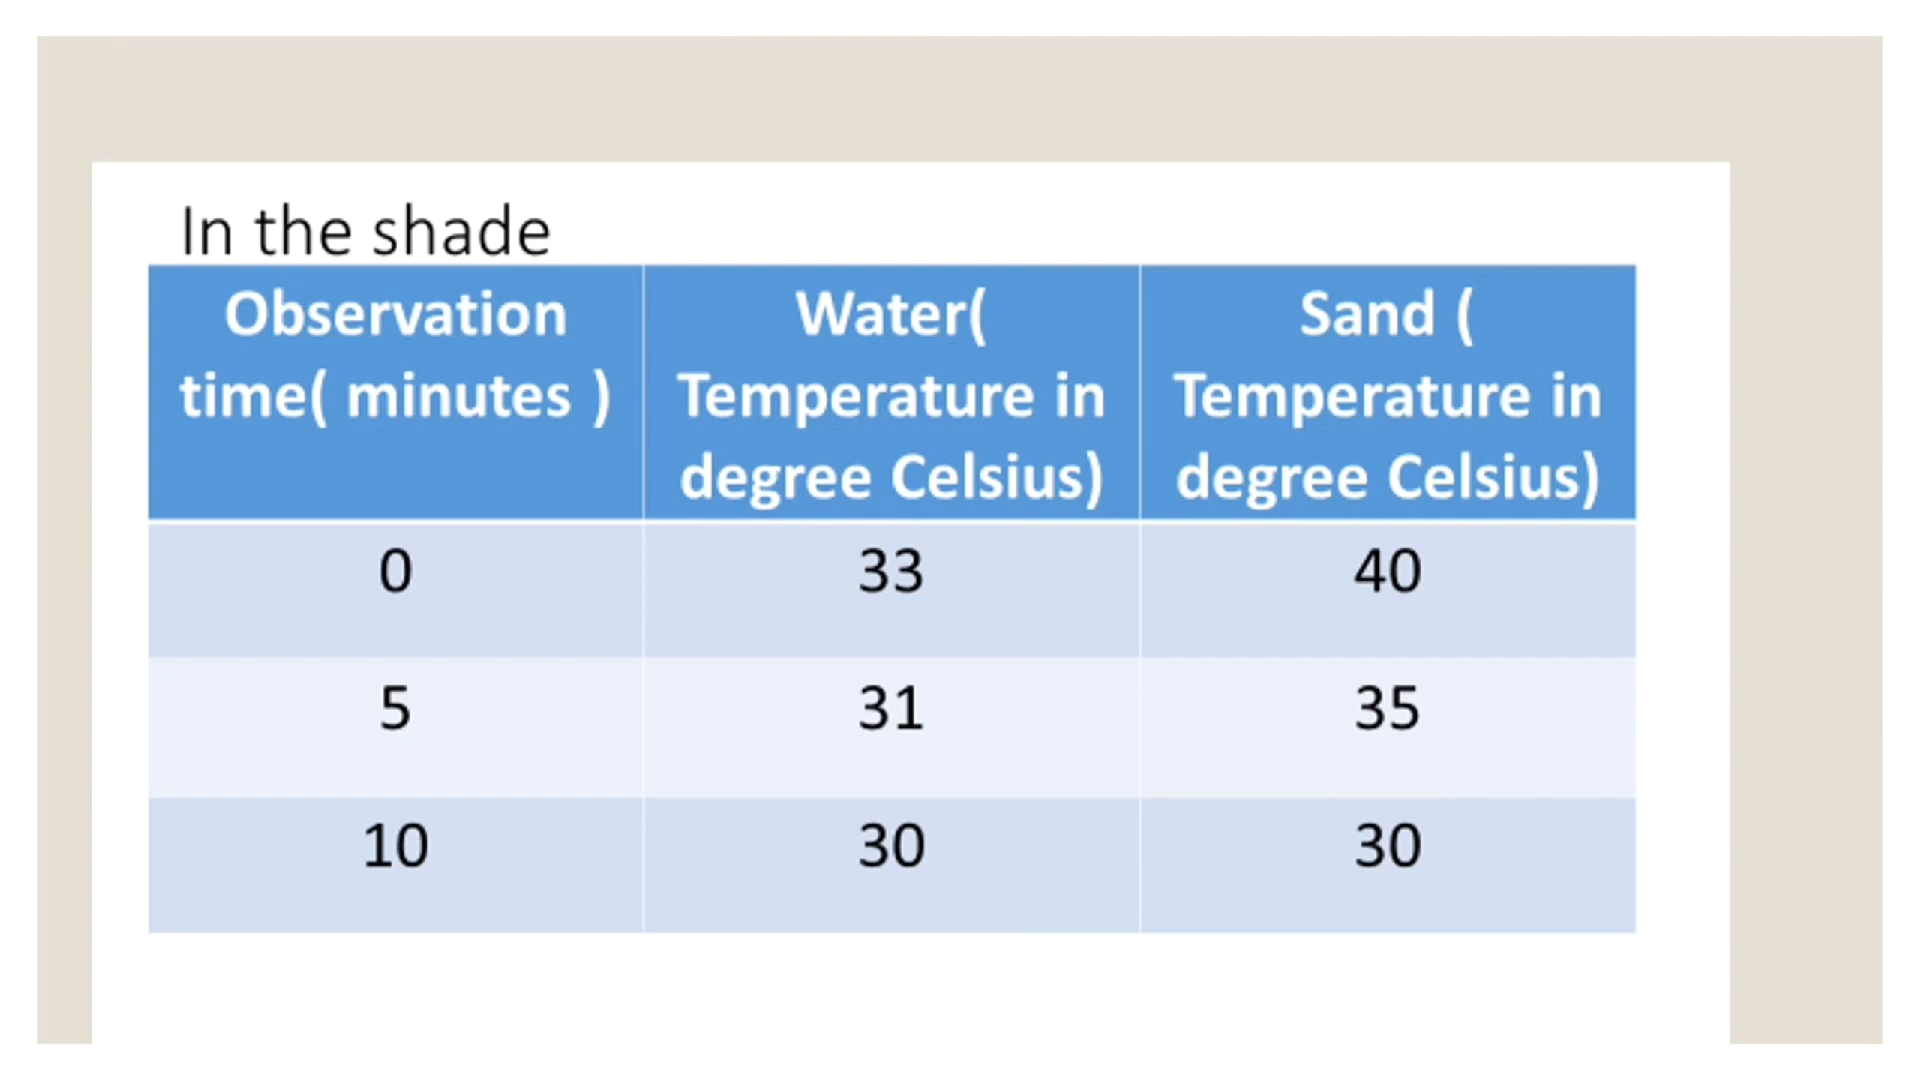 In the shade
Observation time( minutes )
Water( Temperature in degree Celsius)
Sand ( Temperature in degree Celsius)
0 33 40
5 31 35
10 30 30